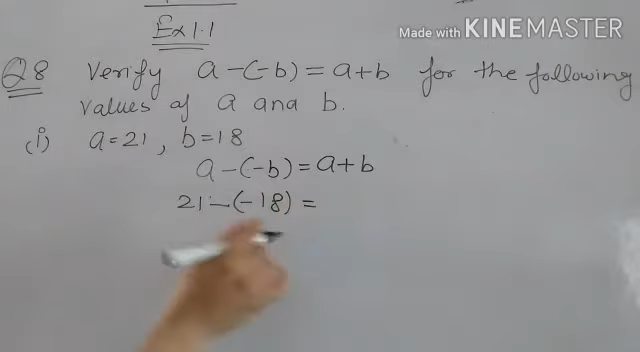 Made with KINEMASTER
Ex 1.1
Q8 Verify a-(-b)=a+b for the following
values of a and b.
(i) a=21, b=18
a-(-b)=a+b
21-(-18)=